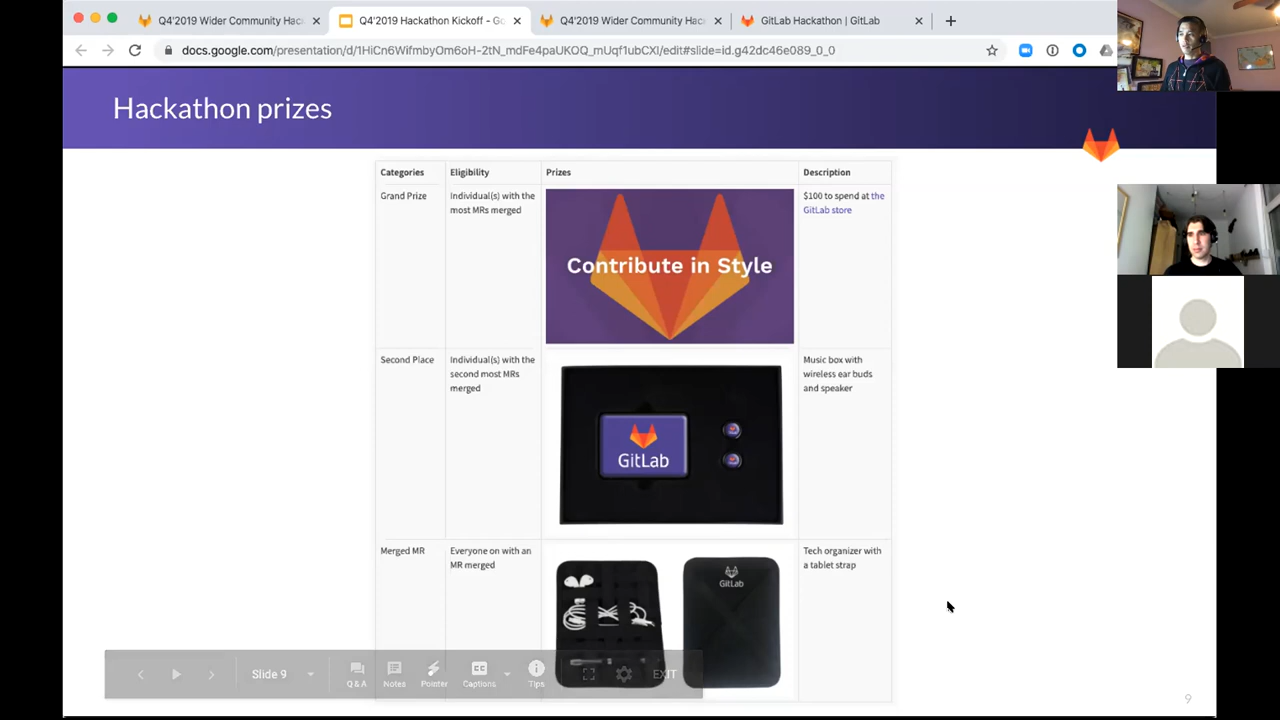 Q4'2019 Wider Community Hac
Q4'2019 Hackathon Kickoff - Go
Q4'2019 Wider Community Hac
GitLab Hackathon | GitLab
docs.google.com/presentation/d/1HiCn6WifmbyOm6oH-2tN_mdFe4paUKOQ_mUqf1ubCXI/edit#slide=id.g42dc46e089_0_0
Hackathon prizes
Categories
Eligibility
Prizes
Description
Grand Prize
Individual(s) with the
most MRs merged
Contribute in Style
$100 to spend at the
GitLab store
Second Place
Individual(s) with the
second most MRs
merged
GitLab
Music box with
wireless ear buds
and speaker
Merged MR
Everyone on with an
MR merged
GitLab
Tech organizer with
a tablet strap
Slide 9
Q & A
Notes
Pointer
Captions
Tips
EXIT
9